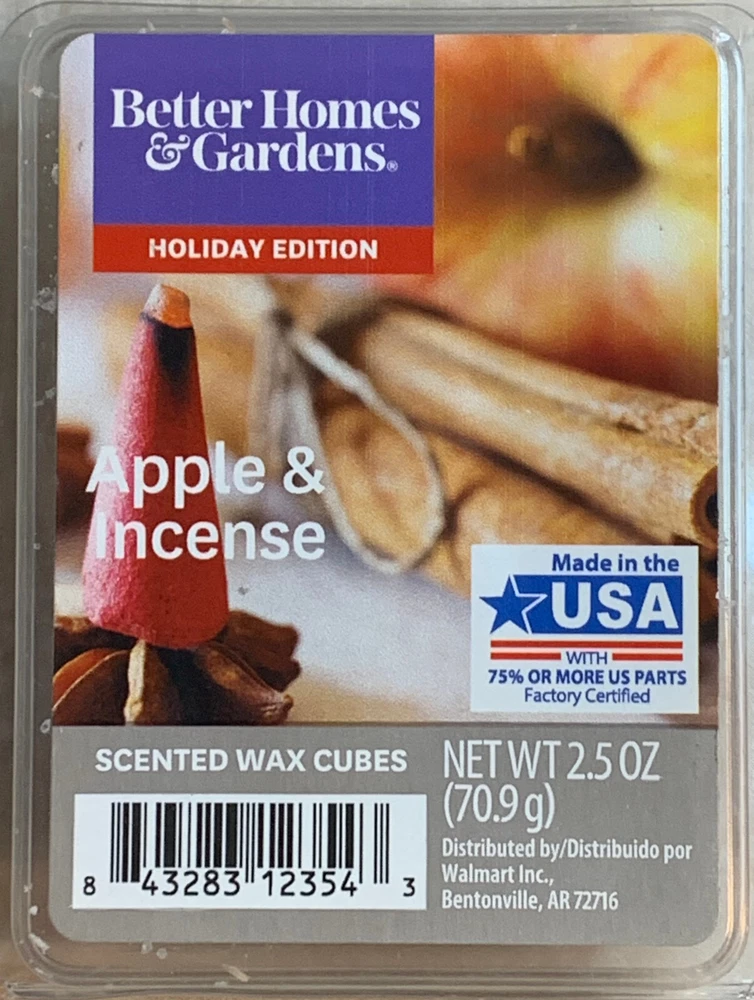 Better Homes
& Gardens®
HOLIDAY EDITION
Apple &
Incense
Made in the
USA
WITH
75% OR MORE US PARTS
Factory Certified
SCENTED WAX CUBES
NET WT 2.5 OZ
(70.9 g)
Distributed by/Distribuido por
Walmart Inc.,
Bentonville, AR 72716
8 43283 12354 3